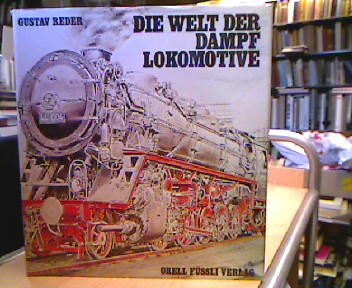 GUSTAV REDER
DIE WELT DER
DAMPF
LOKOMOTIVE
ORELL FÜSSLI VERLAG